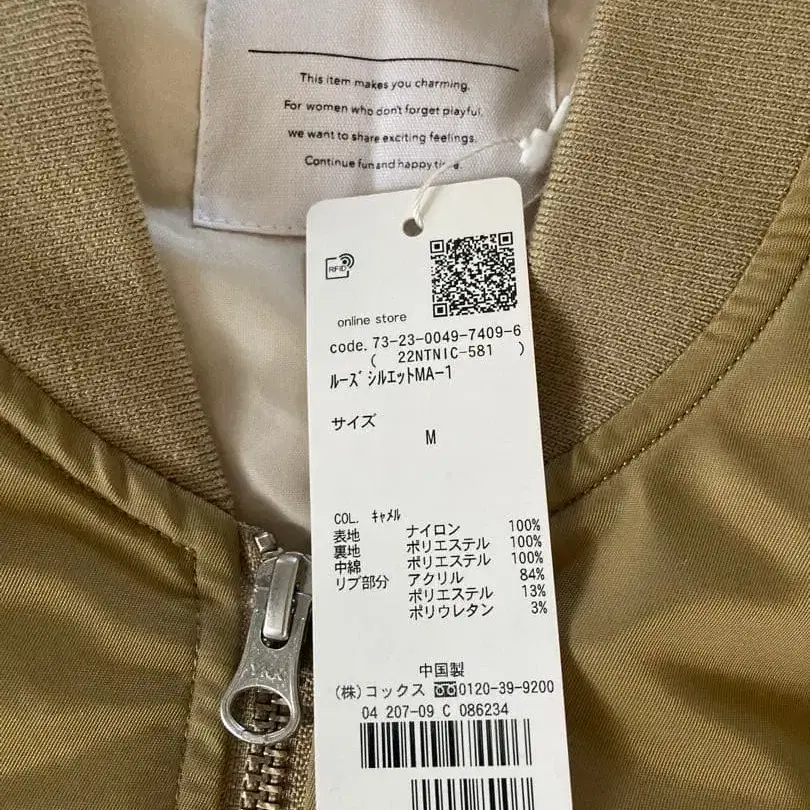 This item makes you charming.
For women who don't forget playful,
we want to share exciting feelings.
Continue fun and happy time.
RFID
online store
code. 73-23-0049-7409-6
( 22NTNIC-581 )
ルーズシルエットMA-1
サイズ
M
COL. キャメル
表地 ナイロン 100%
裏地 ポリエステル 100%
中綿 ポリエステル 100%
リブ部分 アクリル 84%
ポリエステル 13%
ポリウレタン 3%
中国製
(株)コックス 0120-39-9200
04 207-09 C 086234
YKK